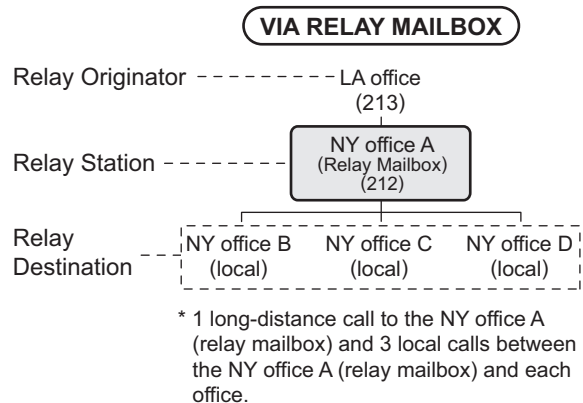 VIA RELAY MAILBOX
Relay Originator
LA office
(213)
Relay Station
NY office A
(Relay Mailbox)
(212)
Relay
Destination
NY office B
(local)
NY office C
(local)
NY office D
(local)
* 1 long-distance call to the NY office A
(relay mailbox) and 3 local calls between
the NY office A (relay mailbox) and each
office.